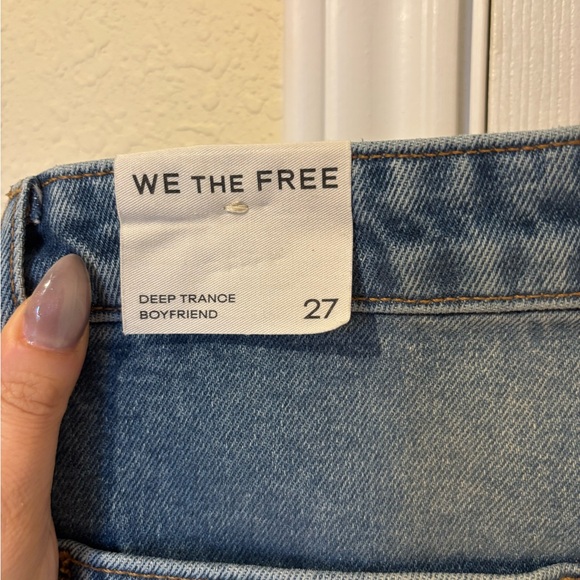 WE THE FREE
DEEP TRANCE
BOYFRIEND
27